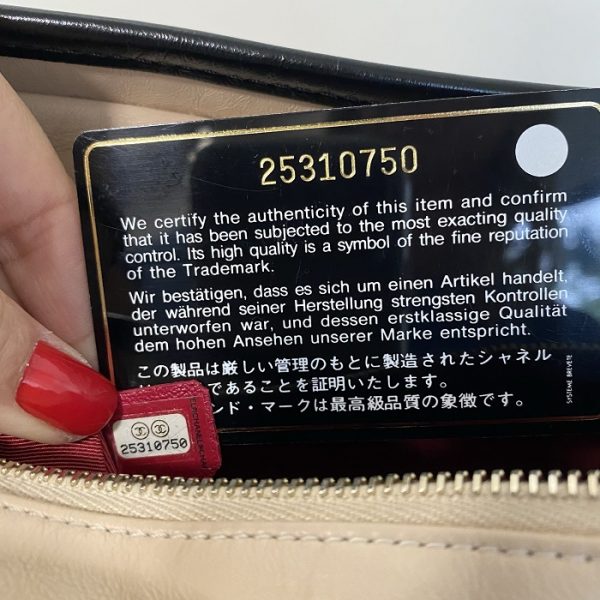 25310750
We certify the authenticity of this item and confirm
that it has been subjected to the most exacting quality
control. Its high quality is a symbol of the fine reputation
of the Trademark.
Wir bestätigen, dass es sich um einen Artikel handelt,
der während seiner Herstellung strengsten Kontrollen
unterworfen war, und dessen erstklassige Qualität
dem hohen Ansehen unserer Marke entspricht.
この製品は厳しい管理のもとに製造されたシャネル
であることを証明いたします。
ンド・マークは最高級品質の象徴です。
SYSTEME BREVETE
25310750